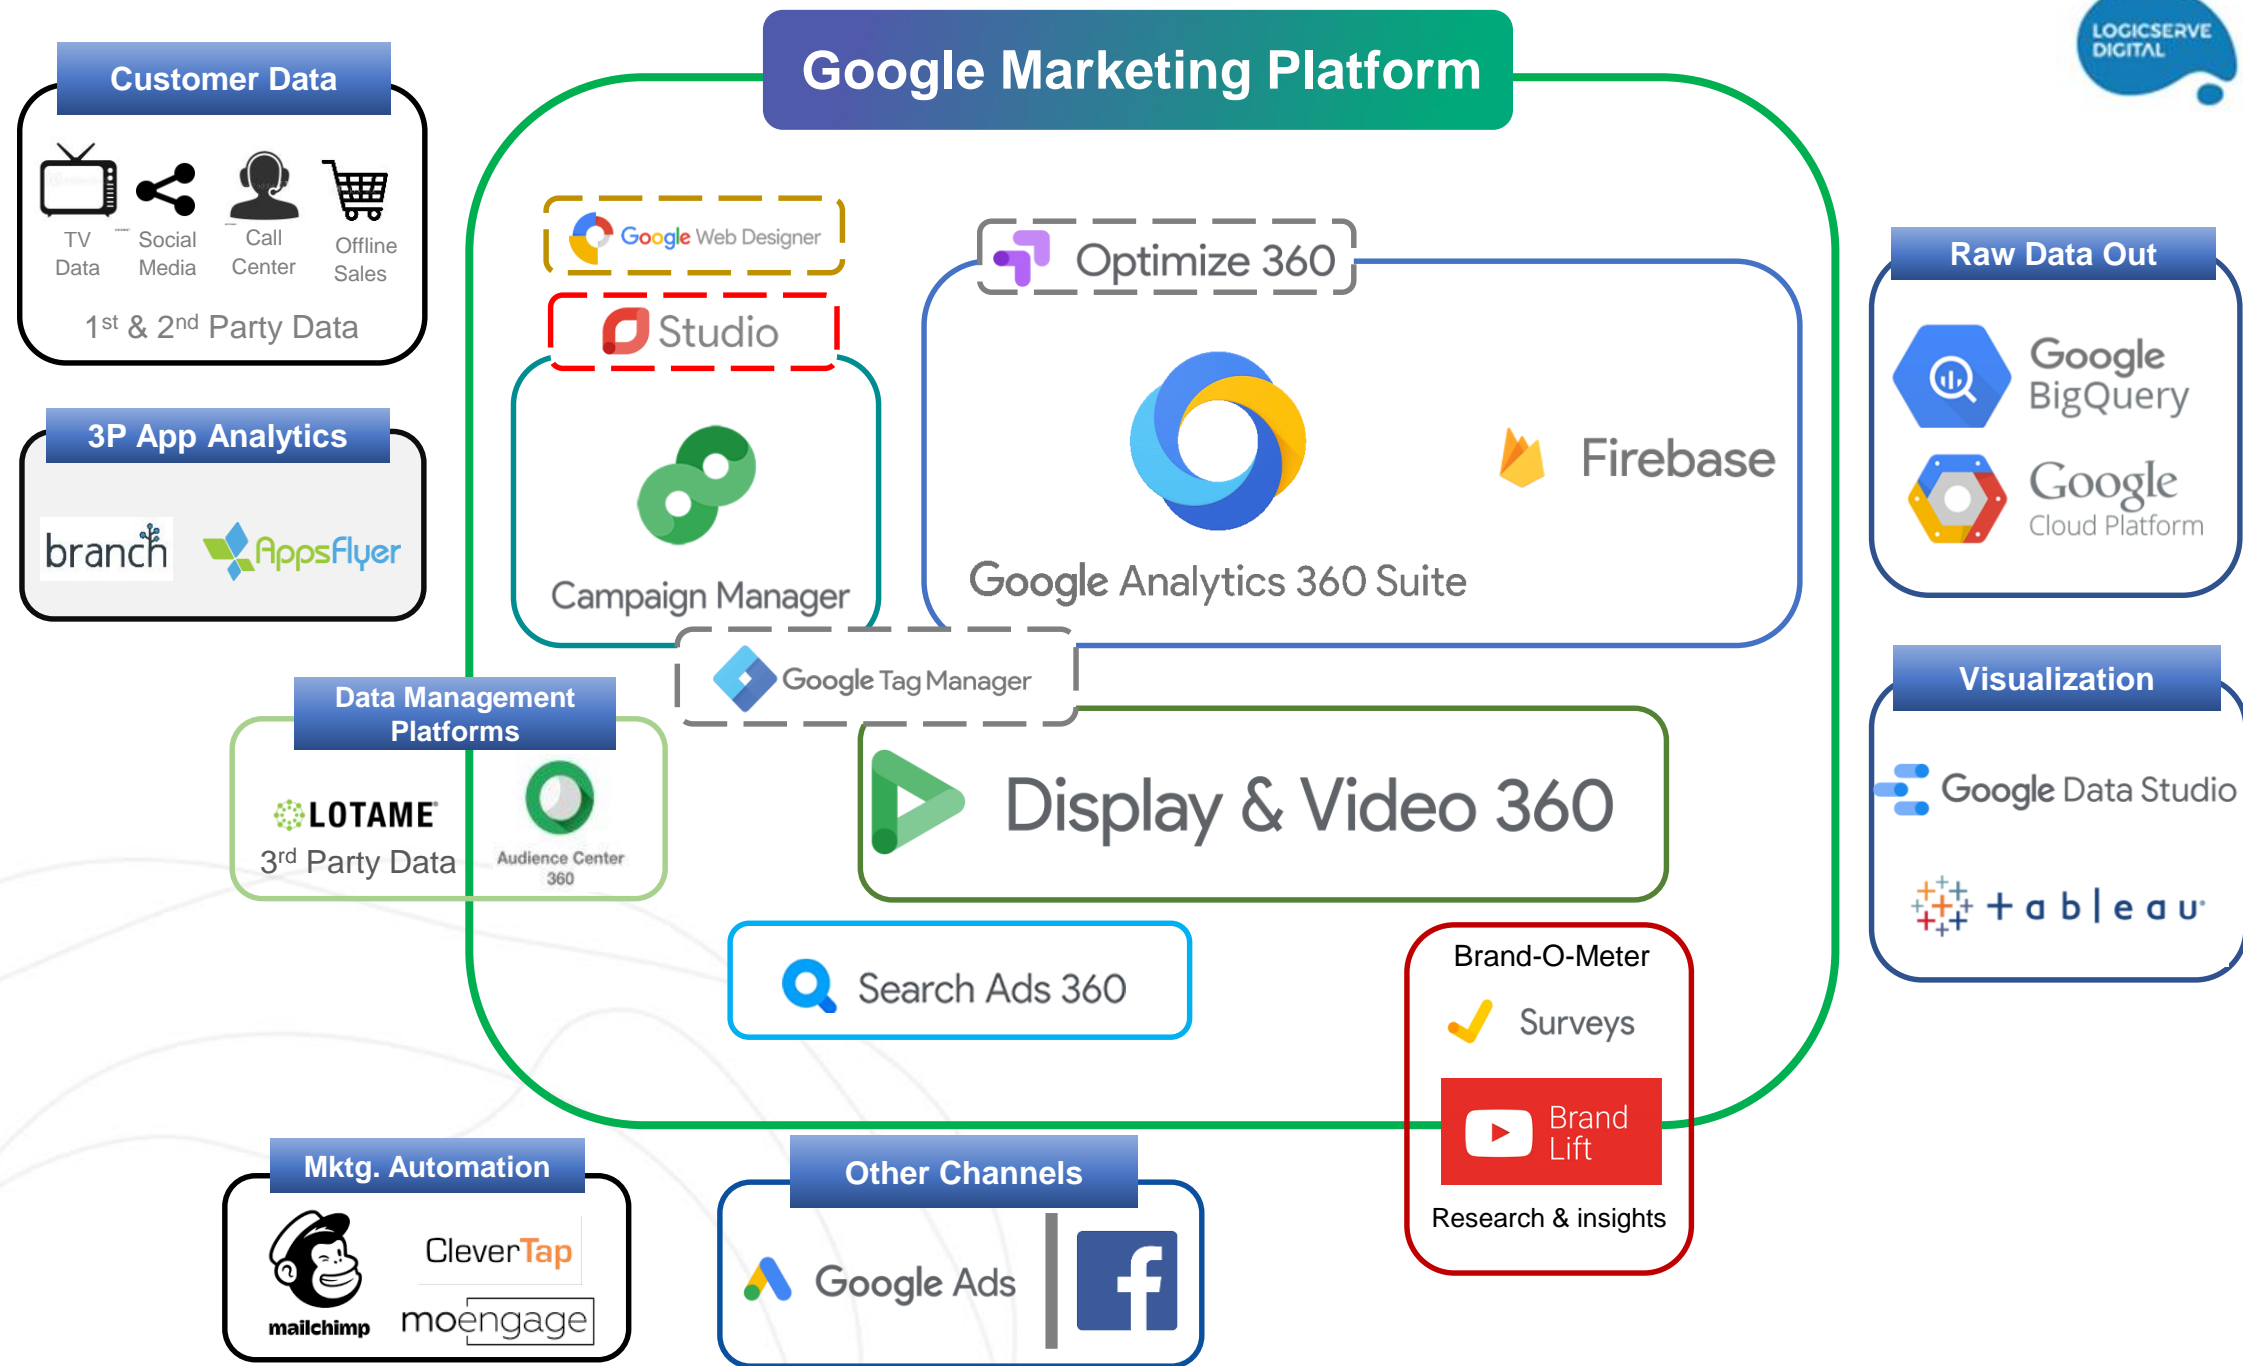 LOGICSERVE
DIGITAL
Google Marketing Platform
Customer Data
TV
Data
Social
Media
Call
Center
Offline
Sales
1st & 2nd Party Data
3P App Analytics
branch
AppsFlyer
Google Web Designer
Studio
Campaign Manager
Optimize 360
Google Analytics 360 Suite
Firebase
Google Tag Manager
Raw Data Out
Google
BigQuery
Google
Cloud Platform
Data Management
Platforms
LOTAME
3rd Party Data
Audience Center
360
Display & Video 360
Visualization
Google Data Studio
+ableau
Search Ads 360
Brand-O-Meter
Surveys
Brand
Lift
Research & insights
Mktg. Automation
mailchimp
CleverTap
moengage
Other Channels
Google Ads
f